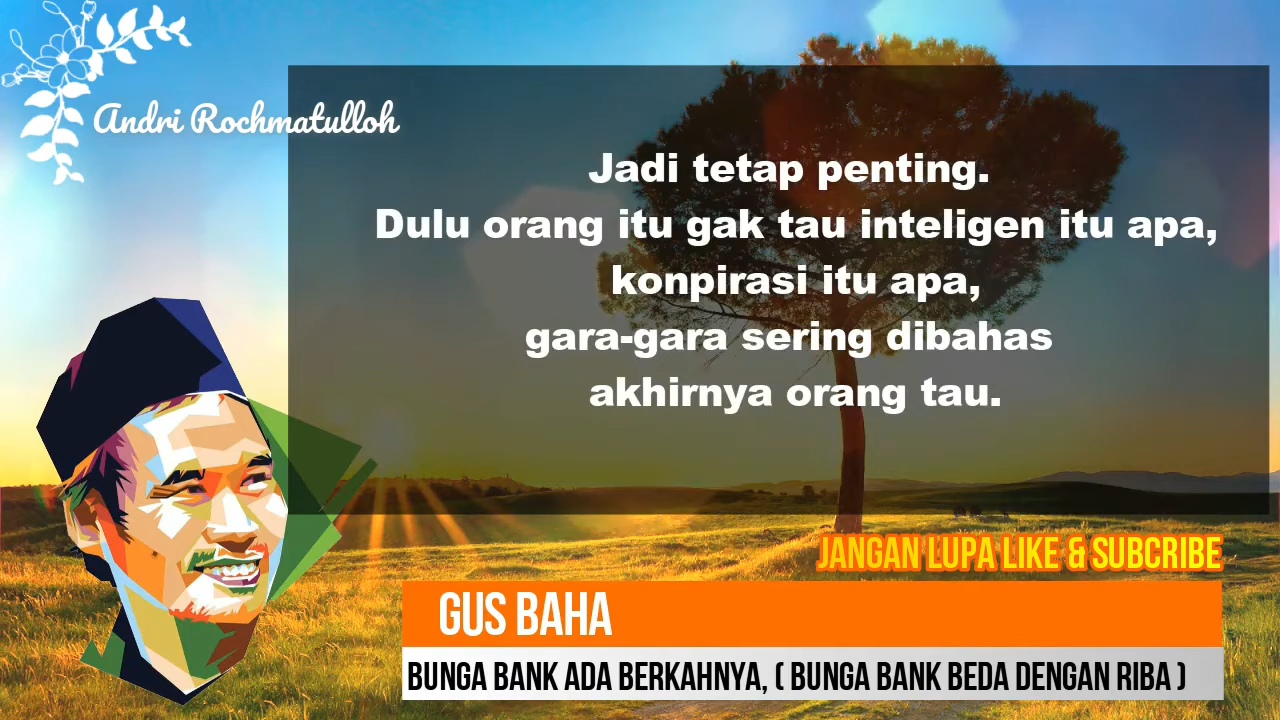 Andri Rochmatulloh
Jadi tetap penting.
Dulu orang itu gak tau inteligen itu apa,
konpirasi itu apa,
gara-gara sering dibahas
akhirnya orang tau.
JANGAN LUPA LIKE & SUBCRIBE
GUS BAHA
BUNGA BANK ADA BERKAHNYA, ( BUNGA BANK BEDA DENGAN RIBA )